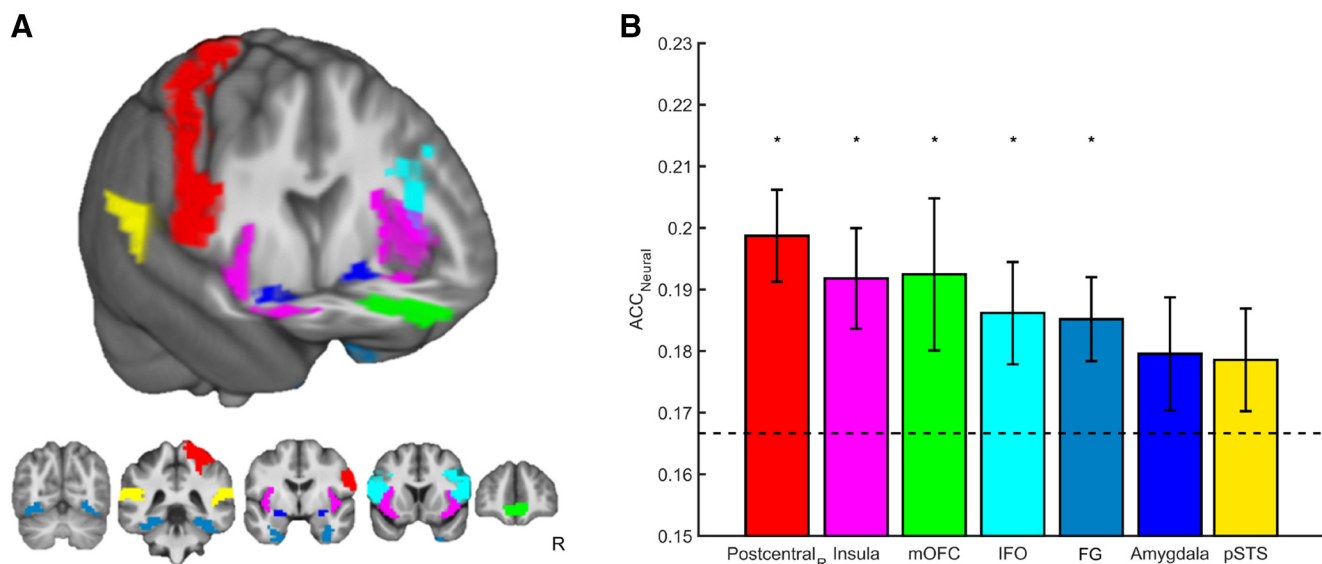 A
R
B
0.23
0.22
0.21
0.2
0.19
0.18
0.17
0.16
0.15
ACC_Neural
* * * * *
Postcentral_R Insula mOFC IFO FG Amygdala pSTS